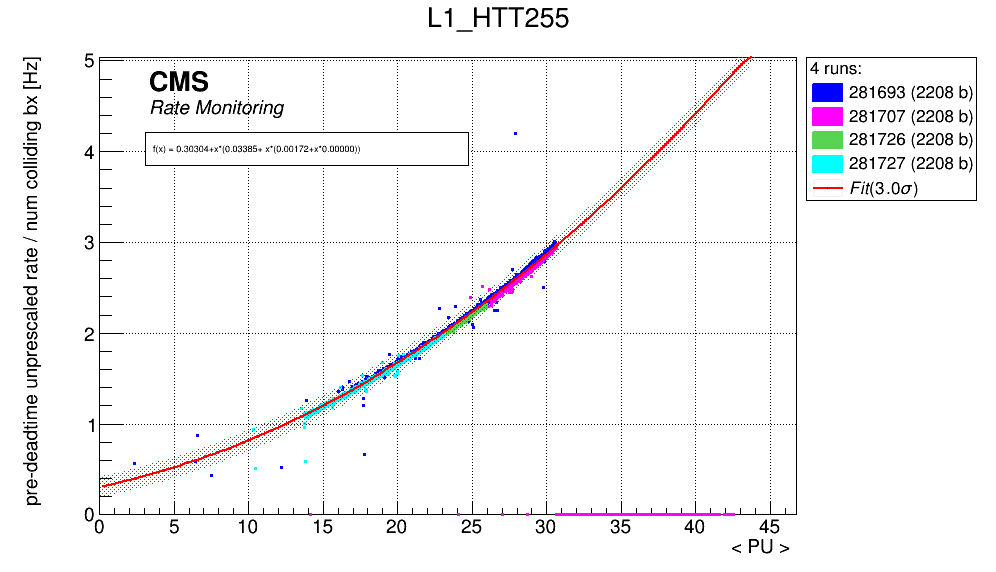 L1_HTT255
pre-deadtime unprescaled rate / num colliding bx [Hz]
5
4
3
2
1
0
CMS
Rate Monitoring
f(x) = 0.30304+x*(0.03385+ x*(0.00172+x*0.00000))
4 runs:
281693 (2208 b)
281707 (2208 b)
281726 (2208 b)
281727 (2208 b)
Fit(3.0σ)
0 5 10 15 20 25 30 35 40 45
< PU >